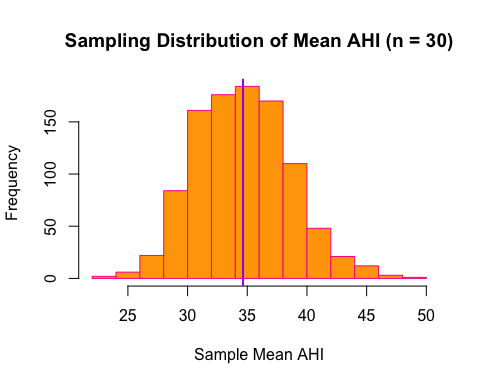 Sampling Distribution of Mean AHI (n = 30)
Frequency
150
100
50
0
25 30 35 40 45 50
Sample Mean AHI